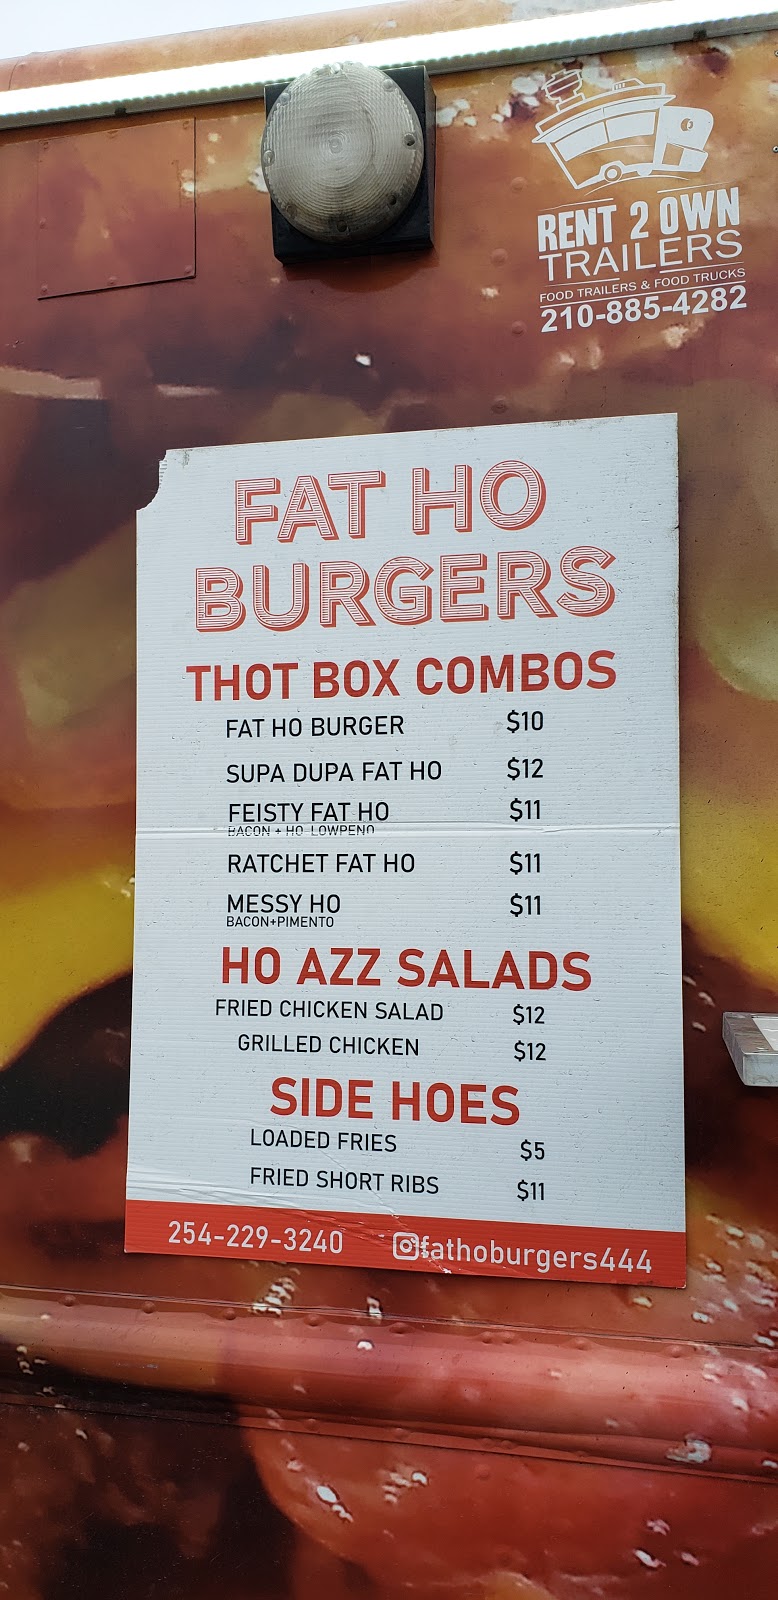 RENT 2 OWN
TRAILERS
FOOD TRAILERS & FOOD TRUCKS
210-885-4282
FAT HO
BURGERS
THOT BOX COMBOS
FAT HO BURGER $10
SUPA DUPA FAT HO $12
FEISTY FAT HO $11
BACON + HO-LOWPENO
RATCHET FAT HO $11
MESSY HO $11
BACON+PIMENTO
HO AZZ SALADS
FRIED CHICKEN SALAD $12
GRILLED CHICKEN $12
SIDE HOES
LOADED FRIES $5
FRIED SHORT RIBS $11
254-229-3240 fathoburgers444